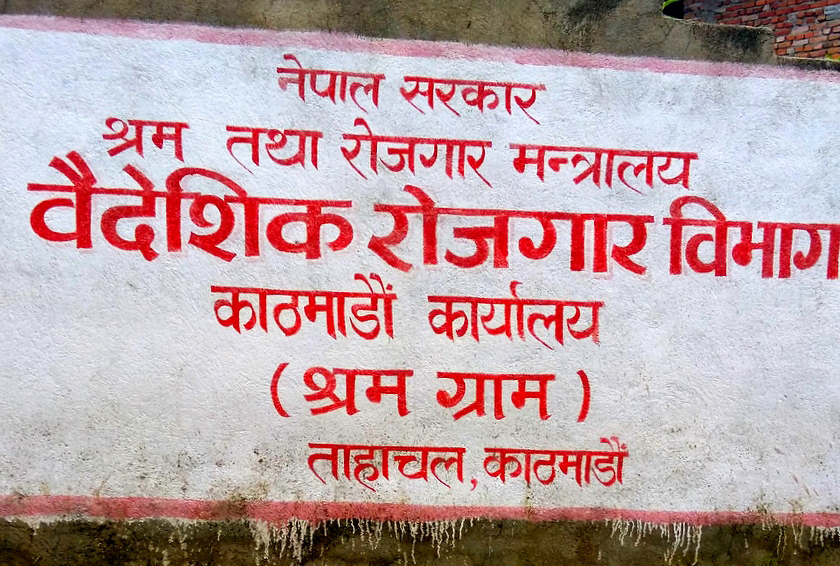 नेपाल सरकार
श्रम तथा रोजगार मन्त्रालय
वैदेशिक रोजगार विभाग
काठमाडौं कार्यालय
(श्रम ग्राम)
ताहाचल, काठमाडौं